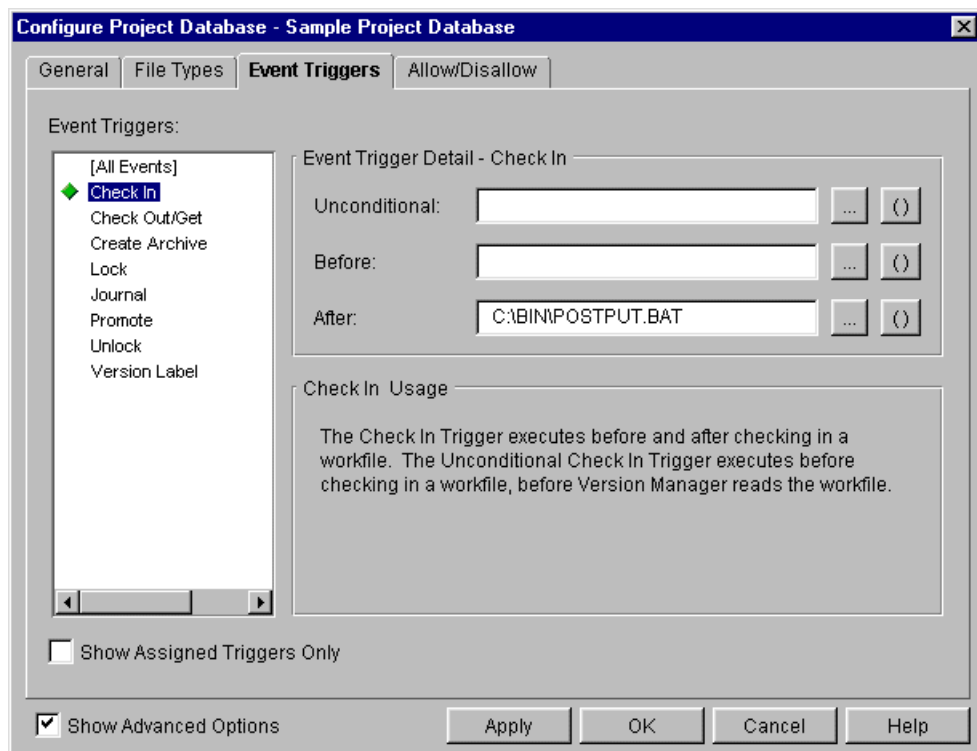 Configure Project Database - Sample Project Database
General File Types Event Triggers Allow/Disallow
Event Triggers:
[All Events]
Check In
Check Out/Get
Create Archive
Lock
Journal
Promote
Unlock
Version Label
Event Trigger Detail - Check In
Unconditional: ... ()
Before: ... ()
After: C:\BIN\POSTPUT.BAT ... ()
Check In Usage
The Check In Trigger executes before and after checking in a
workfile. The Unconditional Check In Trigger executes before
checking in a workfile, before Version Manager reads the workfile.
Show Assigned Triggers Only
Show Advanced Options
Apply OK Cancel Help